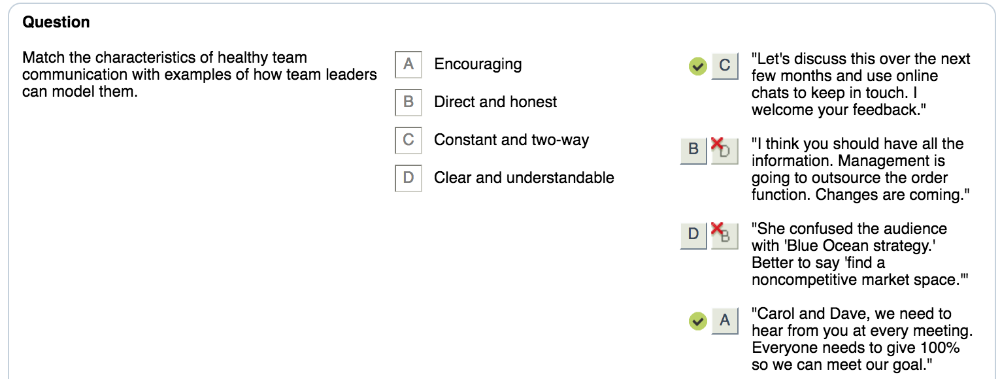 Question
Match the characteristics of healthy team
communication with examples of how team leaders
can model them.
A Encouraging
B Direct and honest
C Constant and two-way
D Clear and understandable
C "Let's discuss this over the next
few months and use online
chats to keep in touch. I
welcome your feedback."
B D "I think you should have all the
information. Management is
going to outsource the order
function. Changes are coming."
D B "She confused the audience
with 'Blue Ocean strategy.'
Better to say 'find a
noncompetitive market space.'"
A "Carol and Dave, we need to
hear from you at every meeting.
Everyone needs to give 100%
so we can meet our goal."